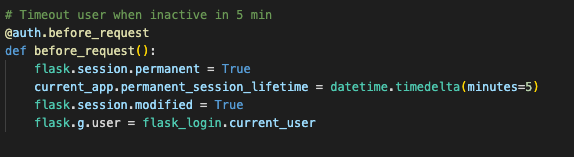 # Timeout user when inactive in 5 min
@auth.before_request
def before_request():
    flask.session.permanent = True
    current_app.permanent_session_lifetime = datetime.timedelta(minutes=5)
    flask.session.modified = True
    flask.g.user = flask_login.current_user